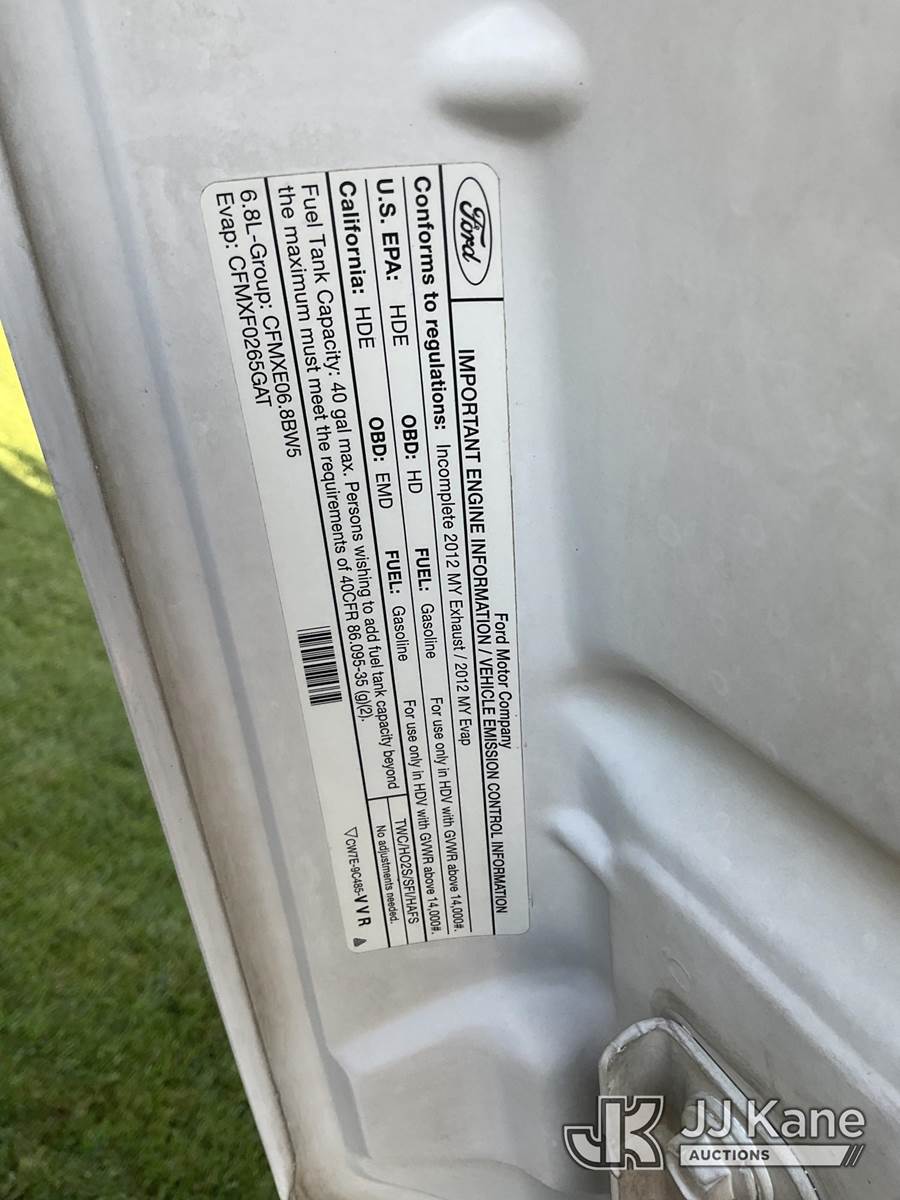 Ford
Ford Motor Company
IMPORTANT ENGINE INFORMATION / VEHICLE EMISSION CONTROL INFORMATION
Conforms to regulations: Incomplete 2012 MY Exhaust / 2012 MY Evap
U.S. EPA: HDE OBD: HD FUEL: Gasoline For use only in HDV with GVWR above 14,000#.
California: HDE OBD: EMD FUEL: Gasoline For use only in HDV with GVWR above 14,000#.
Fuel Tank Capacity: 40 gal max. Persons wishing to add fuel tank capacity beyond
the maximum must meet the requirements of 40CFR 86.095-35 (g)(2).
TWC/HO2S/SFI/HAFS
No adjustments needed.
6.8L-Group: CFMXE06.8BW5
Evap: CFMXF0265GAT
CW7E-9C485-VVR
JK JJ Kane
AUCTIONS